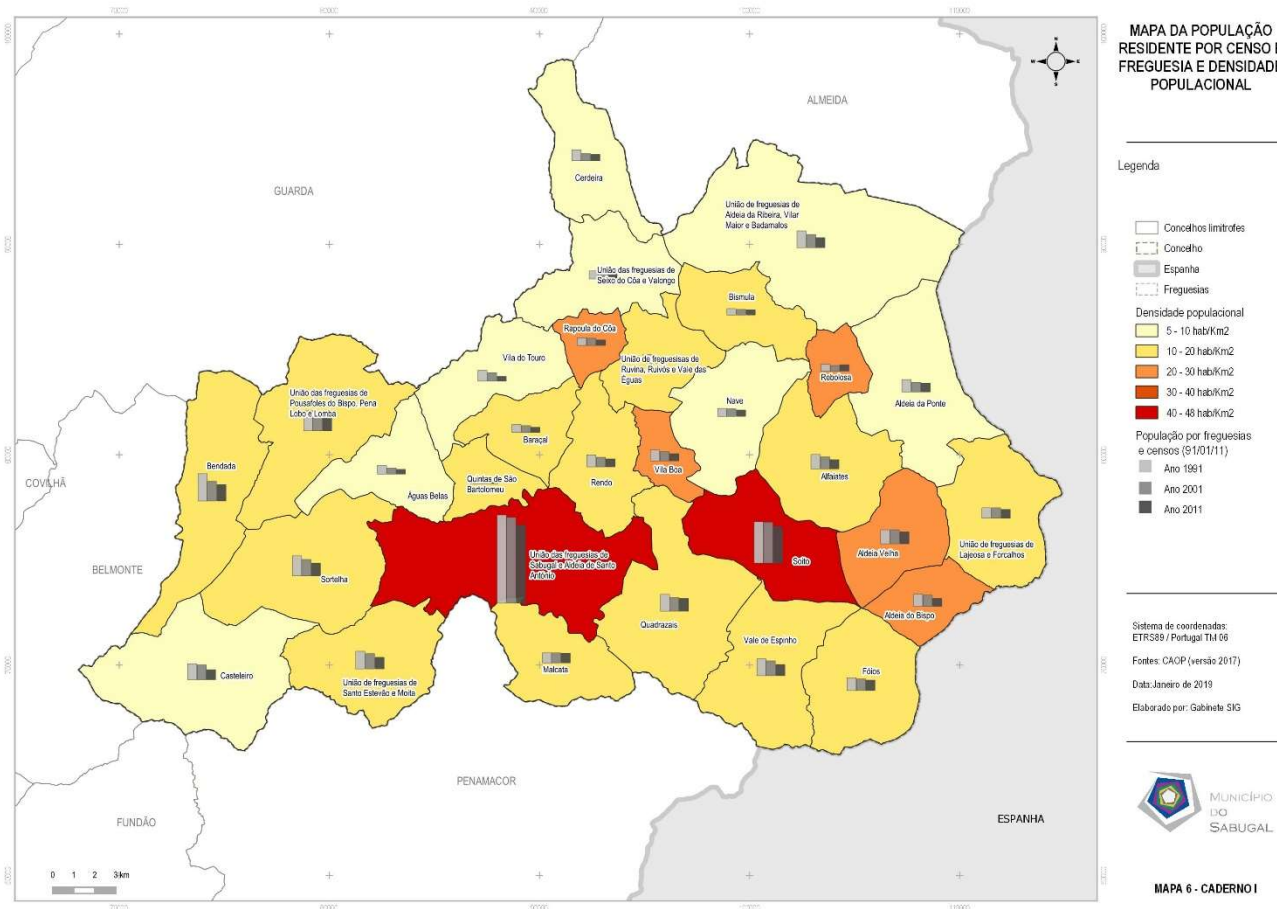 MAPA DA POPULAÇÃO
RESIDENTE POR CENSO
FREGUESIA E DENSIDADE
POPULACIONAL
N
W
E
S
ALMEIDA
GUARDA
COVILHÃ
BELMONTE
FUNDÃO
PENAMACOR
ESPANHA
Cerdeira
União de freguesias de
Aldeia da Ribeira, Vilar
Maior e Badamalos
União das freguesias de
Seixo do Côa e Valongo
Bismula
Rapoula do Côa
Vila do Touro
União de freguesisas de
Ruvina, Ruivós e Vale das
Éguas
Rebolosa
Aldeia da Ponte
Nave
União das freguesias de
Pousafoles do Bispo, Pena
Lobo e Lomba
Baraçal
Bendada
Águas Belas
Quintas de São
Bartolomeu
Rendo
Vila Boa
Alfaiates
União das freguesias de
Sabugal e Aldeia de Santo
António
Soito
Aldeia Velha
União de freguesias de
Lajeosa e Forcalhos
Sortelha
Aldeia do Bispo
Quadrazais
Vale de Espinho
Fóios
Malcata
União de freguesias de
Santo Estevão e Moita
Casteleiro
0 1 2 3 km
Legenda
Concelhos limítrofes
Concelho
Espanha
Freguesias
Densidade populacional
5 - 10 hab/Km2
10 - 20 hab/Km2
20 - 30 hab/Km2
30 - 40 hab/Km2
40 - 48 hab/Km2
População por freguesias
e censos (91/01/11)
Ano 1991
Ano 2001
Ano 2011
Sistema de coordenadas:
ETRS89 / Portugal TM 06
Fontes: CAOP (versão 2017)
Data:Janeiro de 2019
Elaborado por: Gabinete SIG
MUNICÍPIO
DO
SABUGAL
MAPA 6 - CADERNO I